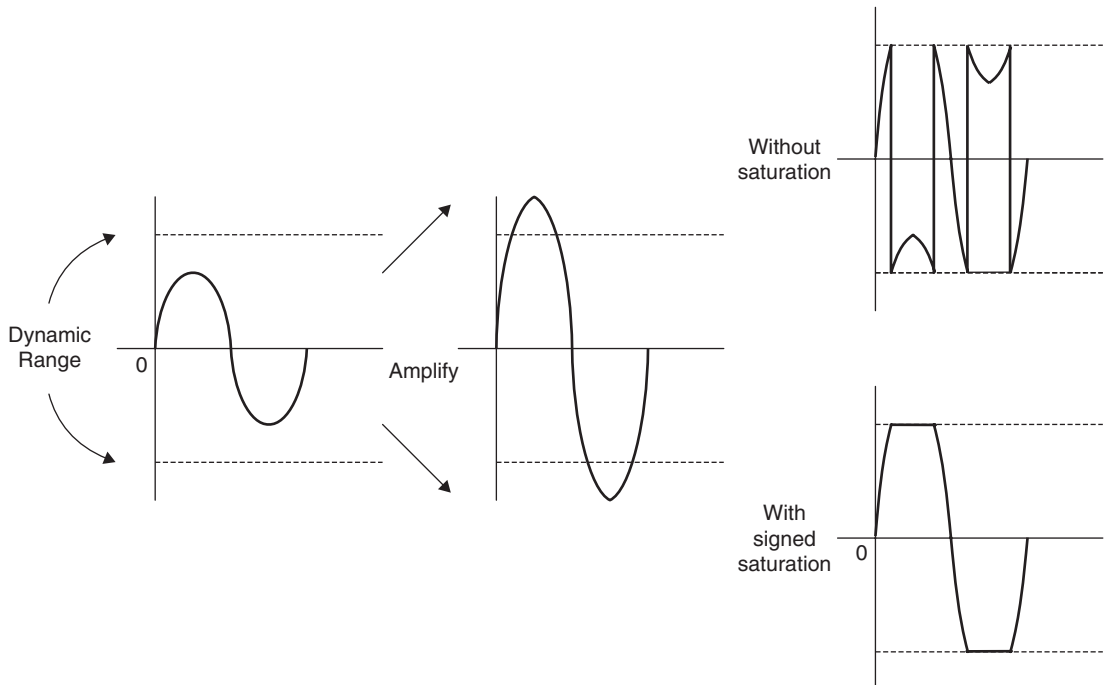 Dynamic
Range
0
Amplify
Without
saturation
With
signed
saturation
0